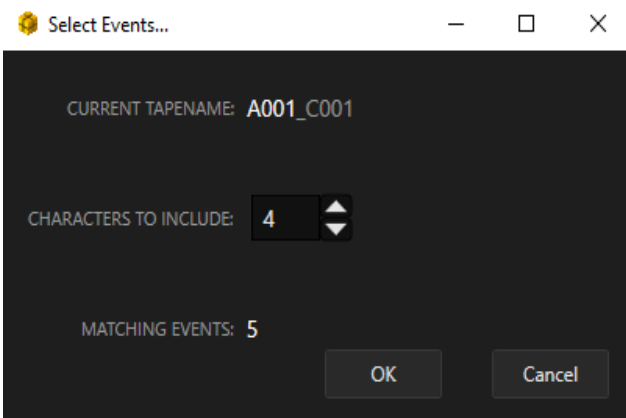 Select Events...
CURRENT TAPENAME: A001_C001
CHARACTERS TO INCLUDE: 4
MATCHING EVENTS: 5
OK Cancel